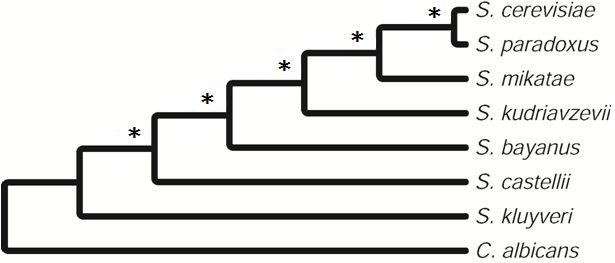 * S. cerevisiae
S. paradoxus
* S. mikatae
* S. kudriavzevii
* S. bayanus
* S. castellii
S. kluyveri
C. albicans